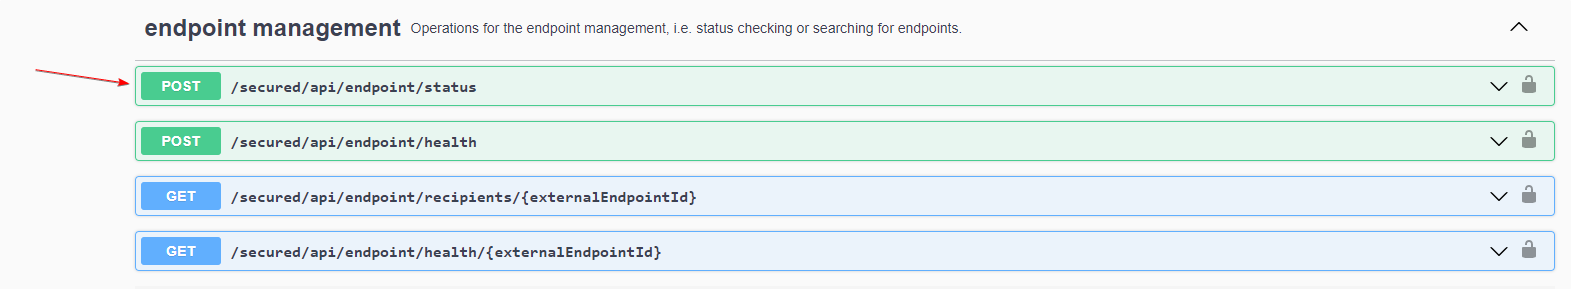 endpoint management Operations for the endpoint management, i.e. status checking or searching for endpoints.
POST /secured/api/endpoint/status
POST /secured/api/endpoint/health
GET /secured/api/endpoint/recipients/{externalEndpointId}
GET /secured/api/endpoint/health/{externalEndpointId}